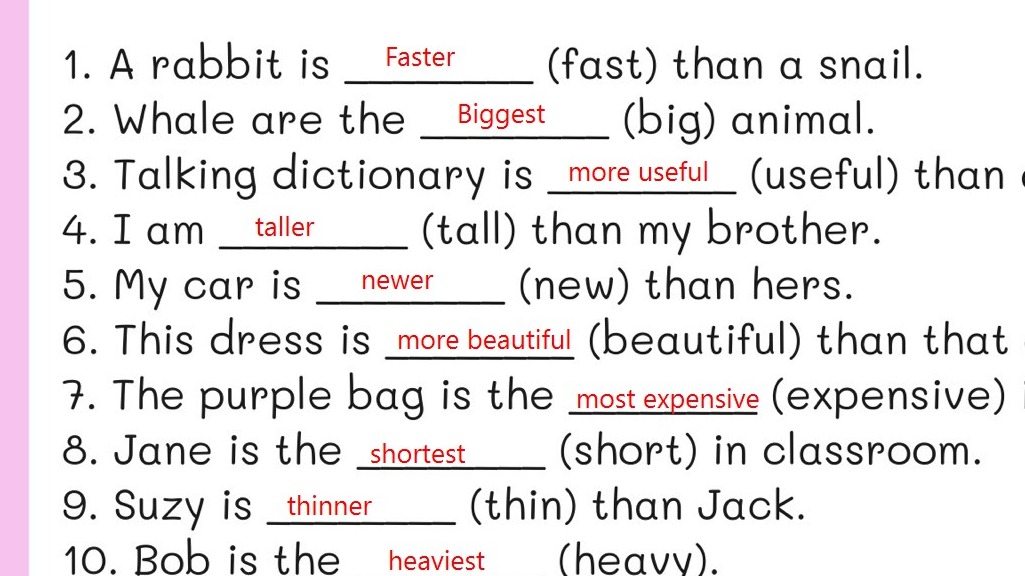 1. A rabbit is Faster (fast) than a snail.
2. Whale are the Biggest (big) animal.
3. Talking dictionary is more useful (useful) than
4. I am taller (tall) than my brother.
5. My car is newer (new) than hers.
6. This dress is more beautiful (beautiful) than that
7. The purple bag is the most expensive (expensive)
8. Jane is the shortest (short) in classroom.
9. Suzy is thinner (thin) than Jack.
10. Bob is the heaviest (heavy).